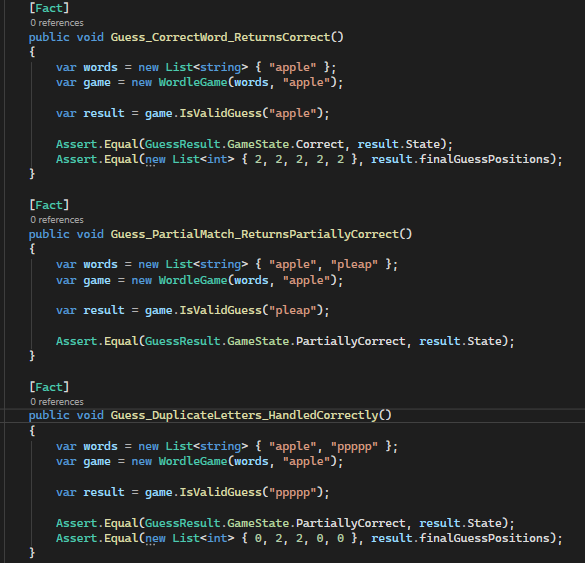 [Fact]
0 references
public void Guess_CorrectWord_ReturnsCorrect()
{
    var words = new List<string> { "apple" };
    var game = new WordleGame(words, "apple");

    var result = game.IsValidGuess("apple");

    Assert.Equal(GuessResult.GameState.Correct, result.State);
    Assert.Equal(new List<int> { 2, 2, 2, 2, 2 }, result.finalGuessPositions);
}

[Fact]
0 references
public void Guess_PartialMatch_ReturnsPartiallyCorrect()
{
    var words = new List<string> { "apple", "pleap" };
    var game = new WordleGame(words, "apple");

    var result = game.IsValidGuess("pleap");

    Assert.Equal(GuessResult.GameState.PartiallyCorrect, result.State);
}

[Fact]
0 references
public void Guess_DuplicateLetters_HandledCorrectly()
{
    var words = new List<string> { "apple", "ppppp" };
    var game = new WordleGame(words, "apple");

    var result = game.IsValidGuess("ppppp");

    Assert.Equal(GuessResult.GameState.PartiallyCorrect, result.State);
    Assert.Equal(new List<int> { 0, 2, 2, 0, 0 }, result.finalGuessPositions);
}